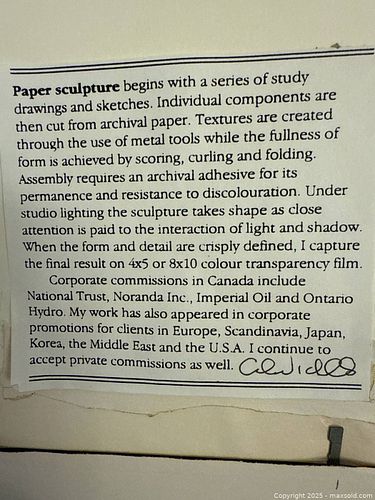 Paper sculpture begins with a series of study
drawings and sketches. Individual components are
then cut from archival paper. Textures are created
through the use of metal tools while the fullness of
form is achieved by scoring, curling and folding.
Assembly requires an archival adhesive for its
permanence and resistance to discolouration. Under
studio lighting the sculpture takes shape as close
attention is paid to the interaction of light and shadow.
When the form and detail are crisply defined, I capture
the final result on 4x5 or 8x10 colour transparency film.
Corporate commissions in Canada include
National Trust, Noranda Inc., Imperial Oil and Ontario
Hydro. My work has also appeared in corporate
promotions for clients in Europe, Scandinavia, Japan,
Korea, the Middle East and the U.S.A. I continue to
accept private commissions as well.
Copyright 2025 - maxsold.com